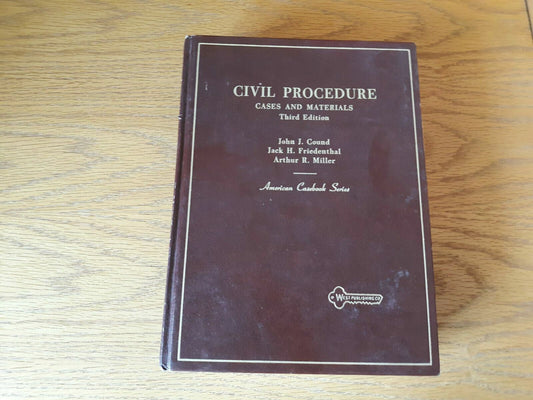 CIVIL PROCEDURE
CASES AND MATERIALS
Third Edition
John J. Cound
Jack H. Friedenthal
Arthur R. Miller
American Casebook Series
WEST PUBLISHING CO